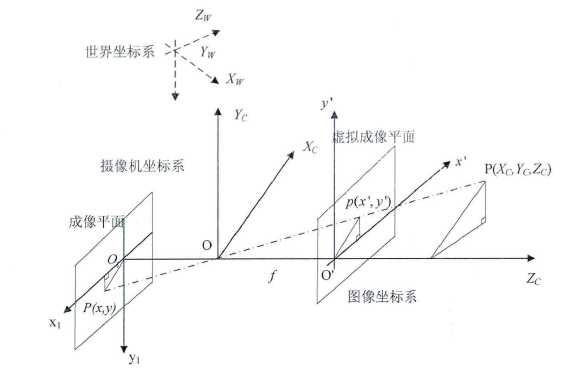 Z_W
世界坐标系
Y_W
X_W
y'
Y_C
虚拟成像平面
X_C
x'
摄像机坐标系
P(X_C,Y_C,Z_C)
p(x',y')
成像平面
O
O
f
O'
Z_C
图像坐标系
P(x,y)
x_1
y_1